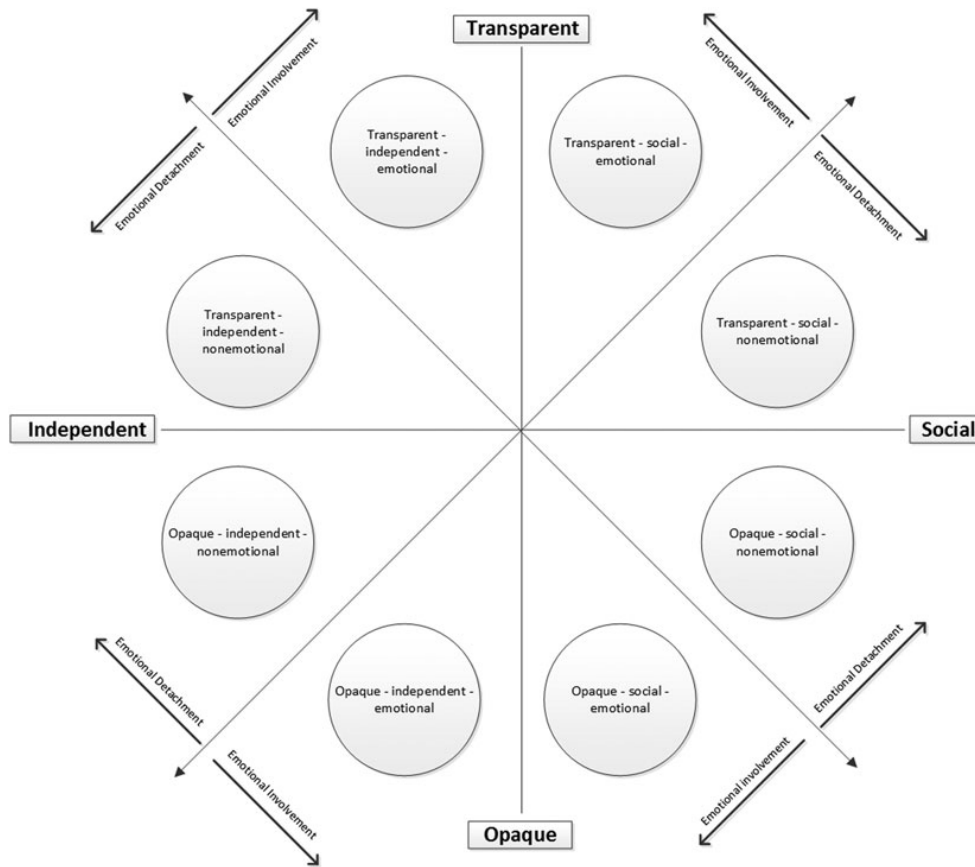 Transparent
Emotional Involvement
Emotional Detachment
Emotional Involvement
Emotional Detachment
Transparent -
independent -
emotional
Transparent - social -
emotional
Transparent -
independent -
nonemotional
Transparent - social -
nonemotional
Independent
Social
Opaque - independent -
nonemotional
Opaque - social -
nonemotional
Opaque - independent -
emotional
Opaque - social -
emotional
Emotional Detachment
Emotional Involvement
Emotional Detachment
Emotional involvement
Opaque